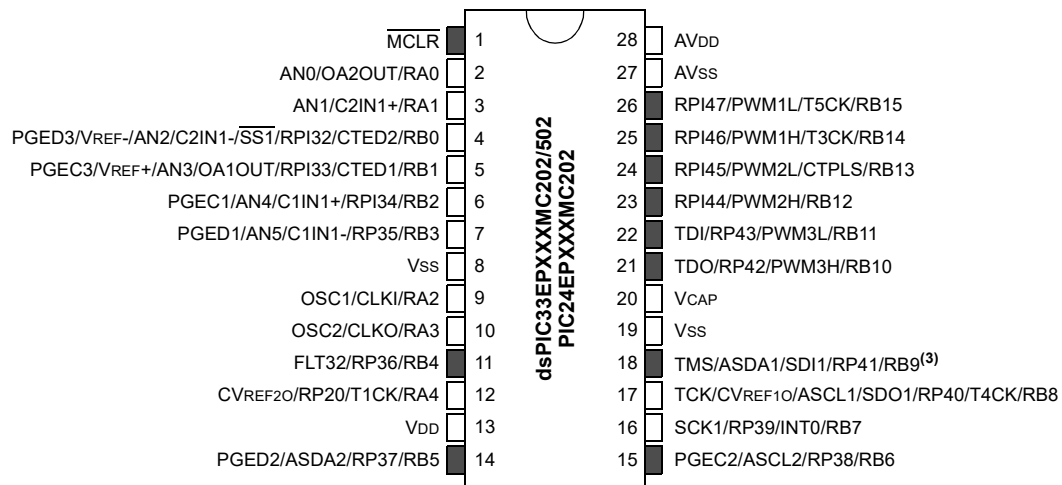 MCLR 1
AN0/OA2OUT/RA0 2
AN1/C2IN1+/RA1 3
PGED3/VREF-/AN2/C2IN1-/SS1/RPI32/CTED2/RB0 4
PGEC3/VREF+/AN3/OA1OUT/RPI33/CTED1/RB1 5
PGEC1/AN4/C1IN1+/RPI34/RB2 6
PGED1/AN5/C1IN1-/RP35/RB3 7
VSS 8
OSC1/CLKI/RA2 9
OSC2/CLKO/RA3 10
FLT32/RP36/RB4 11
CVREF2O/RP20/T1CK/RA4 12
VDD 13
PGED2/ASDA2/RP37/RB5 14
dsPIC33EPXXXMC202/502
PIC24EPXXXMC202
28 AVDD
27 AVSS
26 RPI47/PWM1L/T5CK/RB15
25 RPI46/PWM1H/T3CK/RB14
24 RPI45/PWM2L/CTPLS/RB13
23 RPI44/PWM2H/RB12
22 TDI/RP43/PWM3L/RB11
21 TDO/RP42/PWM3H/RB10
20 VCAP
19 VSS
18 TMS/ASDA1/SDI1/RP41/RB9(3)
17 TCK/CVREF1O/ASCL1/SDO1/RP40/T4CK/RB8
16 SCK1/RP39/INT0/RB7
15 PGEC2/ASCL2/RP38/RB6